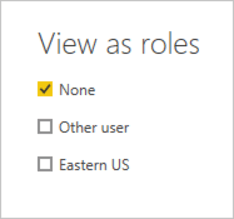 View as roles
None
Other user
Eastern US